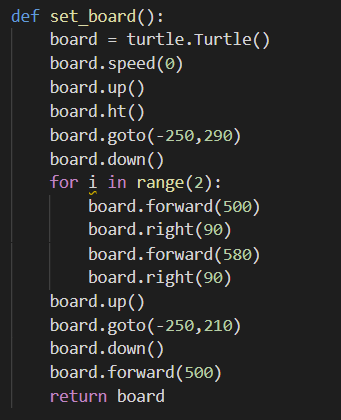 def set_board():
    board = turtle.Turtle()
    board.speed(0)
    board.up()
    board.ht()
    board.goto(-250,290)
    board.down()
    for i in range(2):
        board.forward(500)
        board.right(90)
        board.forward(580)
        board.right(90)
    board.up()
    board.goto(-250,210)
    board.down()
    board.forward(500)
    return board